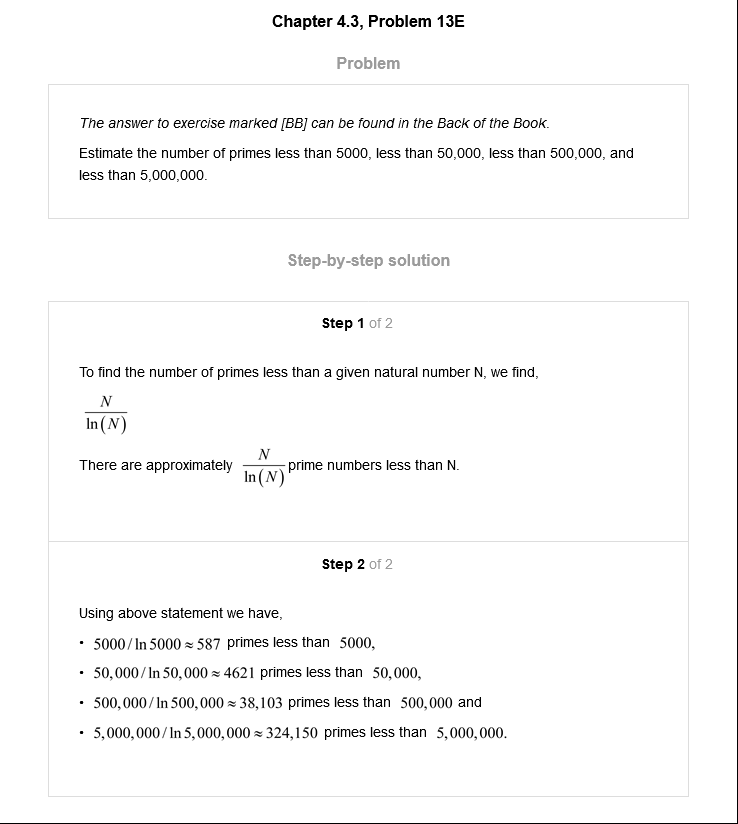 Chapter 4.3, Problem 13E
Problem
The answer to exercise marked [BB] can be found in the Back of the Book.
Estimate the number of primes less than 5000, less than 50,000, less than 500,000, and
less than 5,000,000.
Step-by-step solution
Step 1 of 2
To find the number of primes less than a given natural number N, we find,
N
ln(N)
There are approximately N/ln(N) prime numbers less than N.
Step 2 of 2
Using above statement we have,
• 5000/ln 5000 ≈ 587 primes less than 5000,
• 50,000/ln 50,000 ≈ 4621 primes less than 50,000,
• 500,000/ln 500,000 ≈ 38,103 primes less than 500,000 and
• 5,000,000/ln 5,000,000 ≈ 324,150 primes less than 5,000,000.